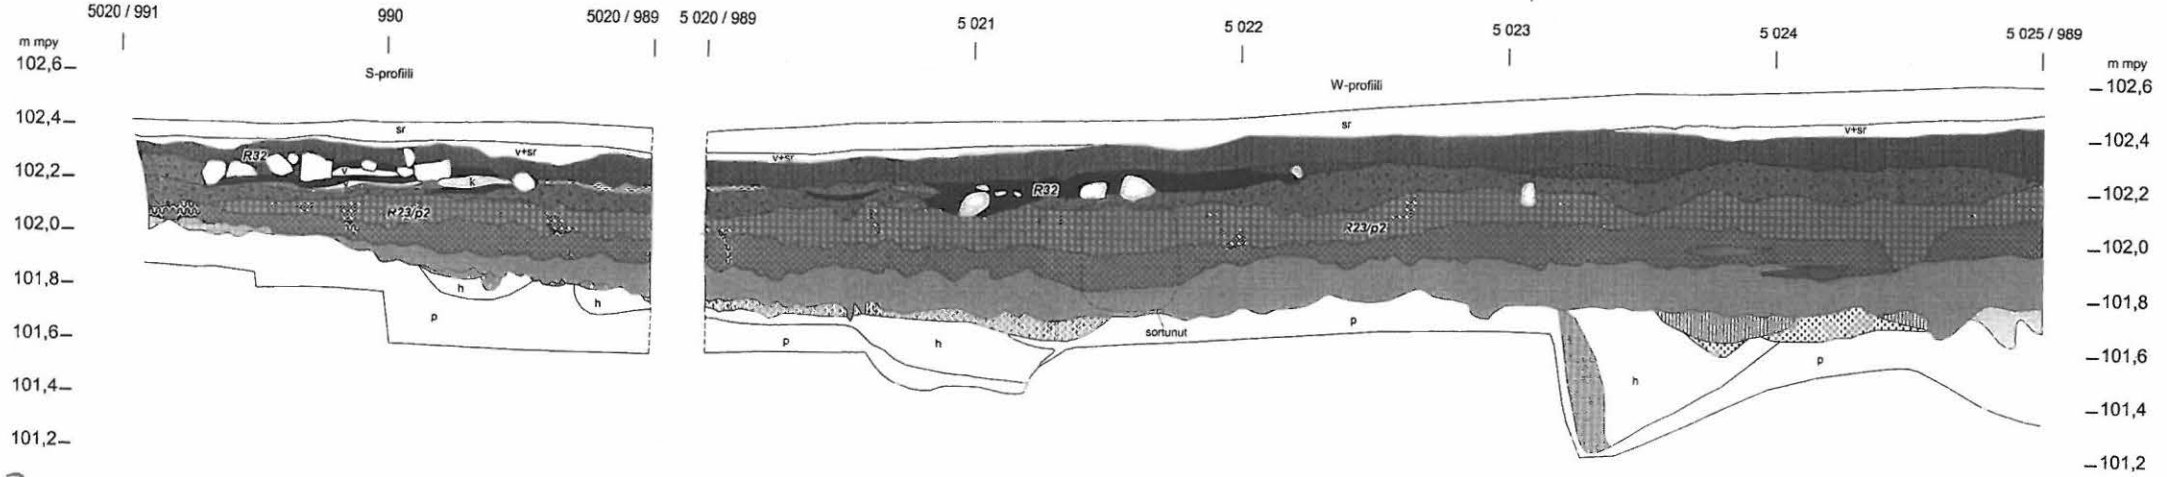 5020 / 991
990
5020 / 989
5 020 / 989
5 021
5 022
5 023
5 024
5 025 / 989
m mpy
102,6
102,4
102,2
102,0
101,8
101,6
101,4
101,2
S-profiili
sr
v+sr
R32
v
v
k
R23/p2
h
h
p
W-profiili
sr
v+sr
v+sr
R32
R23/p2
sortunut
p
h
p
h
p
m mpy
102,6
102,4
102,2
102,0
101,8
101,6
101,4
101,2